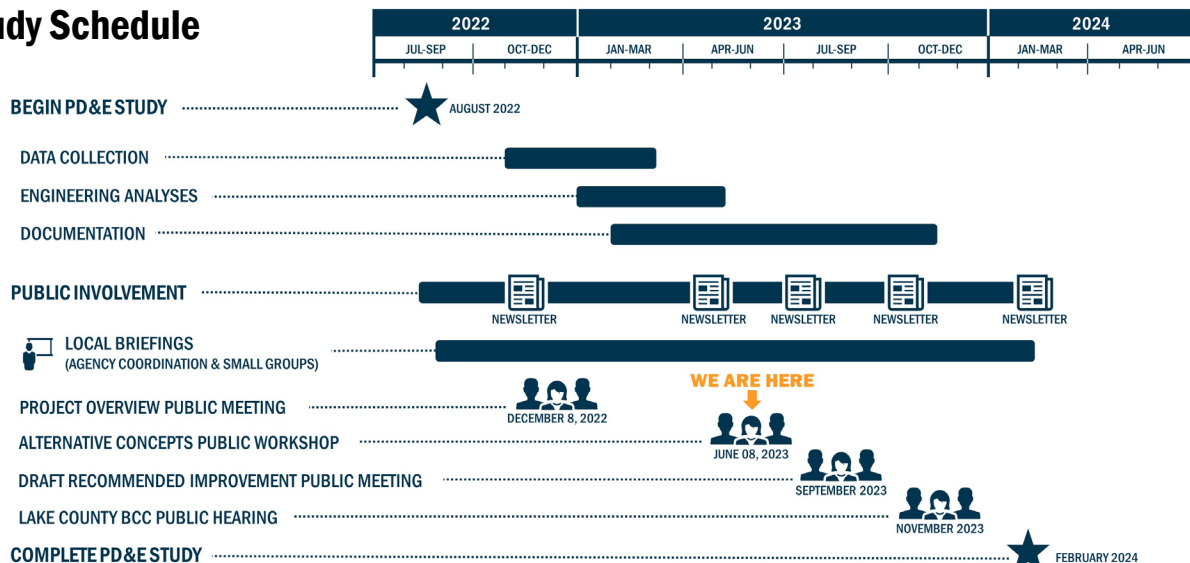 udy Schedule
2022 2023 2024
JUL-SEP OCT-DEC JAN-MAR APR-JUN JUL-SEP OCT-DEC JAN-MAR APR-JUN
BEGIN PD&E STUDY AUGUST 2022
DATA COLLECTION
ENGINEERING ANALYSES
DOCUMENTATION
PUBLIC INVOLVEMENT
NEWSLETTER NEWSLETTER NEWSLETTER NEWSLETTER NEWSLETTER
LOCAL BRIEFINGS
(AGENCY COORDINATION & SMALL GROUPS)
WE ARE HERE
PROJECT OVERVIEW PUBLIC MEETING
DECEMBER 8, 2022
ALTERNATIVE CONCEPTS PUBLIC WORKSHOP
JUNE 08, 2023
DRAFT RECOMMENDED IMPROVEMENT PUBLIC MEETING
SEPTEMBER 2023
LAKE COUNTY BCC PUBLIC HEARING
NOVEMBER 2023
COMPLETE PD&E STUDY FEBRUARY 2024